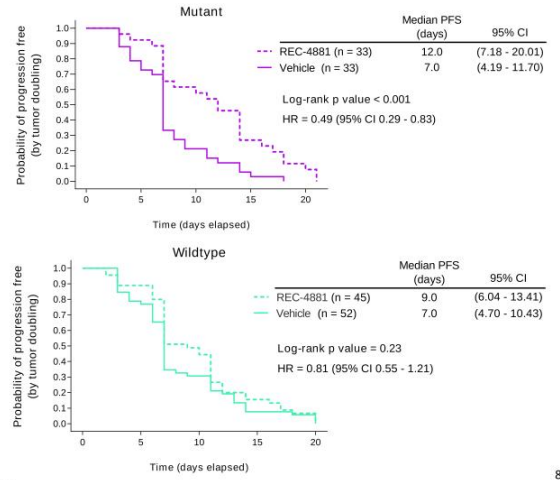 Mutant
Probability of progression free
(by tumor doubling)
1.0
0.9
0.8
0.7
0.6
0.5
0.4
0.3
0.2
0.1
0.0
0 5 10 15 20
Time (days elapsed)
Median PFS
(days) 95% CI
REC-4881 (n = 33) 12.0 (7.18 - 20.01)
Vehicle (n = 33) 7.0 (4.19 - 11.70)
Log-rank p value < 0.001
HR = 0.49 (95% CI 0.29 - 0.83)
Wildtype
Probability of progression free
(by tumor doubling)
1.0
0.9
0.8
0.7
0.6
0.5
0.4
0.3
0.2
0.1
0.0
0 5 10 15 20
Time (days elapsed)
Median PFS
(days) 95% CI
REC-4881 (n = 45) 9.0 (6.04 - 13.41)
Vehicle (n = 52) 7.0 (4.70 - 10.43)
Log-rank p value = 0.23
HR = 0.81 (95% CI 0.55 - 1.21)
8